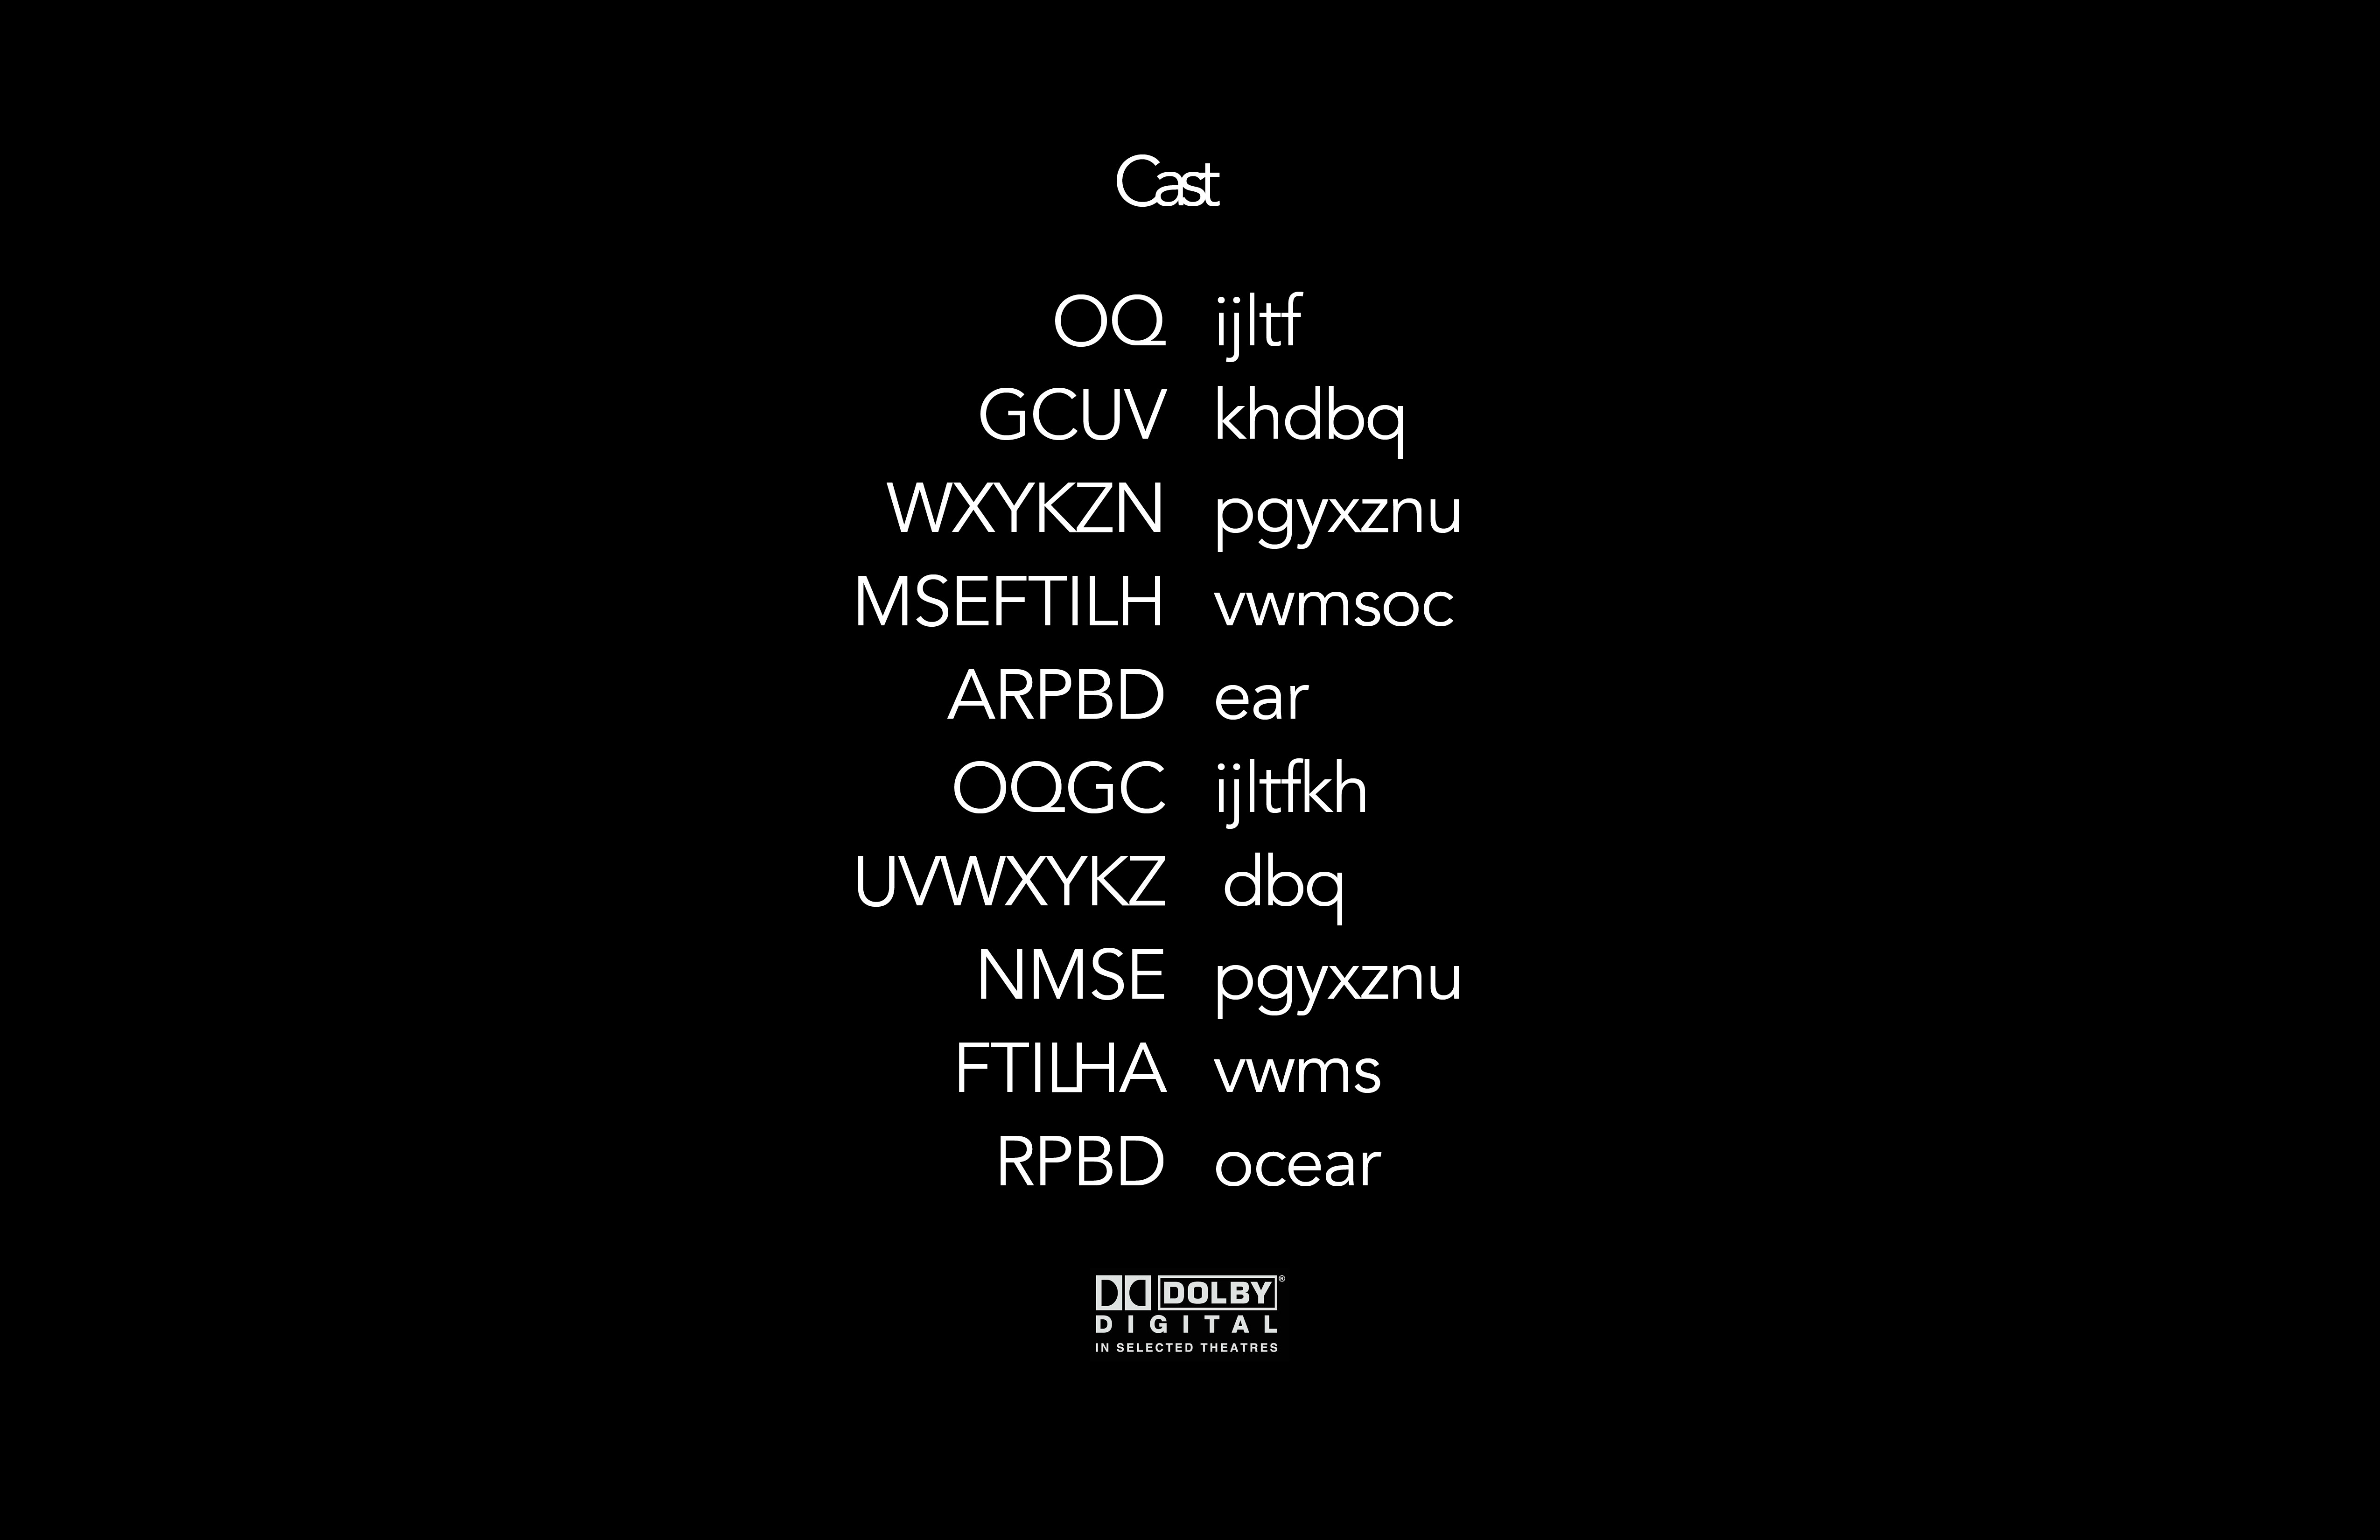 Cast
OQ ijltf
GCUV khdbq
WXYKZN pgyxznu
MSEFTILH vwmsoc
ARPBD ear
OQGC ijltfkh
UVWXYKZ dbq
NMSE pgyxznu
FTILHA vwms
RPBD ocear
DOLBY®
DIGITAL
IN SELECTED THEATRES